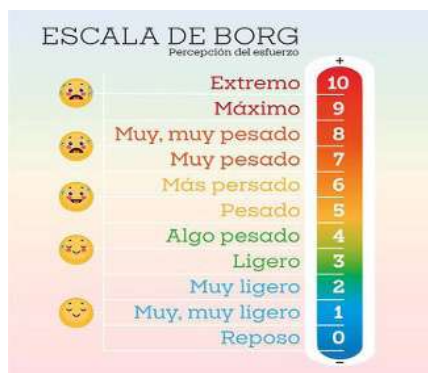 ESCALA DE BORG
Percepción del esfuerzo
+
Extremo 10
Máximo 9
Muy, muy pesado 8
Muy pesado 7
Más persado 6
Pesado 5
Algo pesado 4
Ligero 3
Muy ligero 2
Muy, muy ligero 1
Reposo 0
-